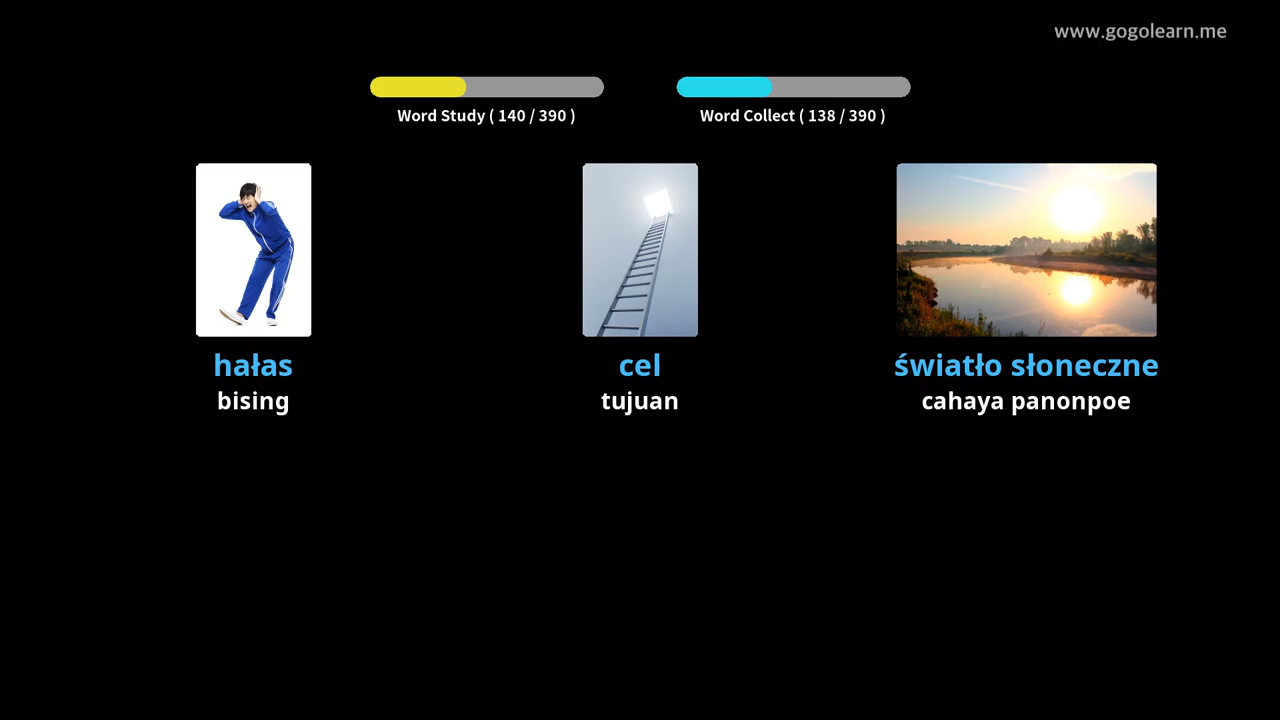 www.gogolearn.me
Word Study ( 140 / 390 )
Word Collect ( 138 / 390 )
hałas
cel
światło słoneczne
bising
tujuan
cahaya panonpoe